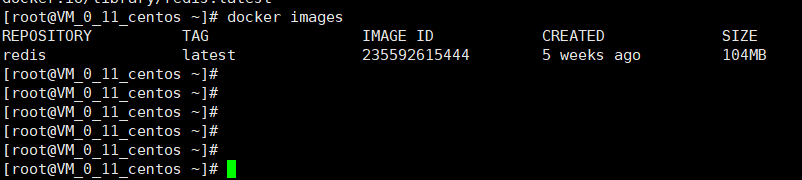 docker.io/library/redis:latest
[root@VM_0_11_centos ~]# docker images
REPOSITORY TAG IMAGE ID CREATED SIZE
redis latest 235592615444 5 weeks ago 104MB
[root@VM_0_11_centos ~]#
[root@VM_0_11_centos ~]#
[root@VM_0_11_centos ~]#
[root@VM_0_11_centos ~]#
[root@VM_0_11_centos ~]#
[root@VM_0_11_centos ~]#